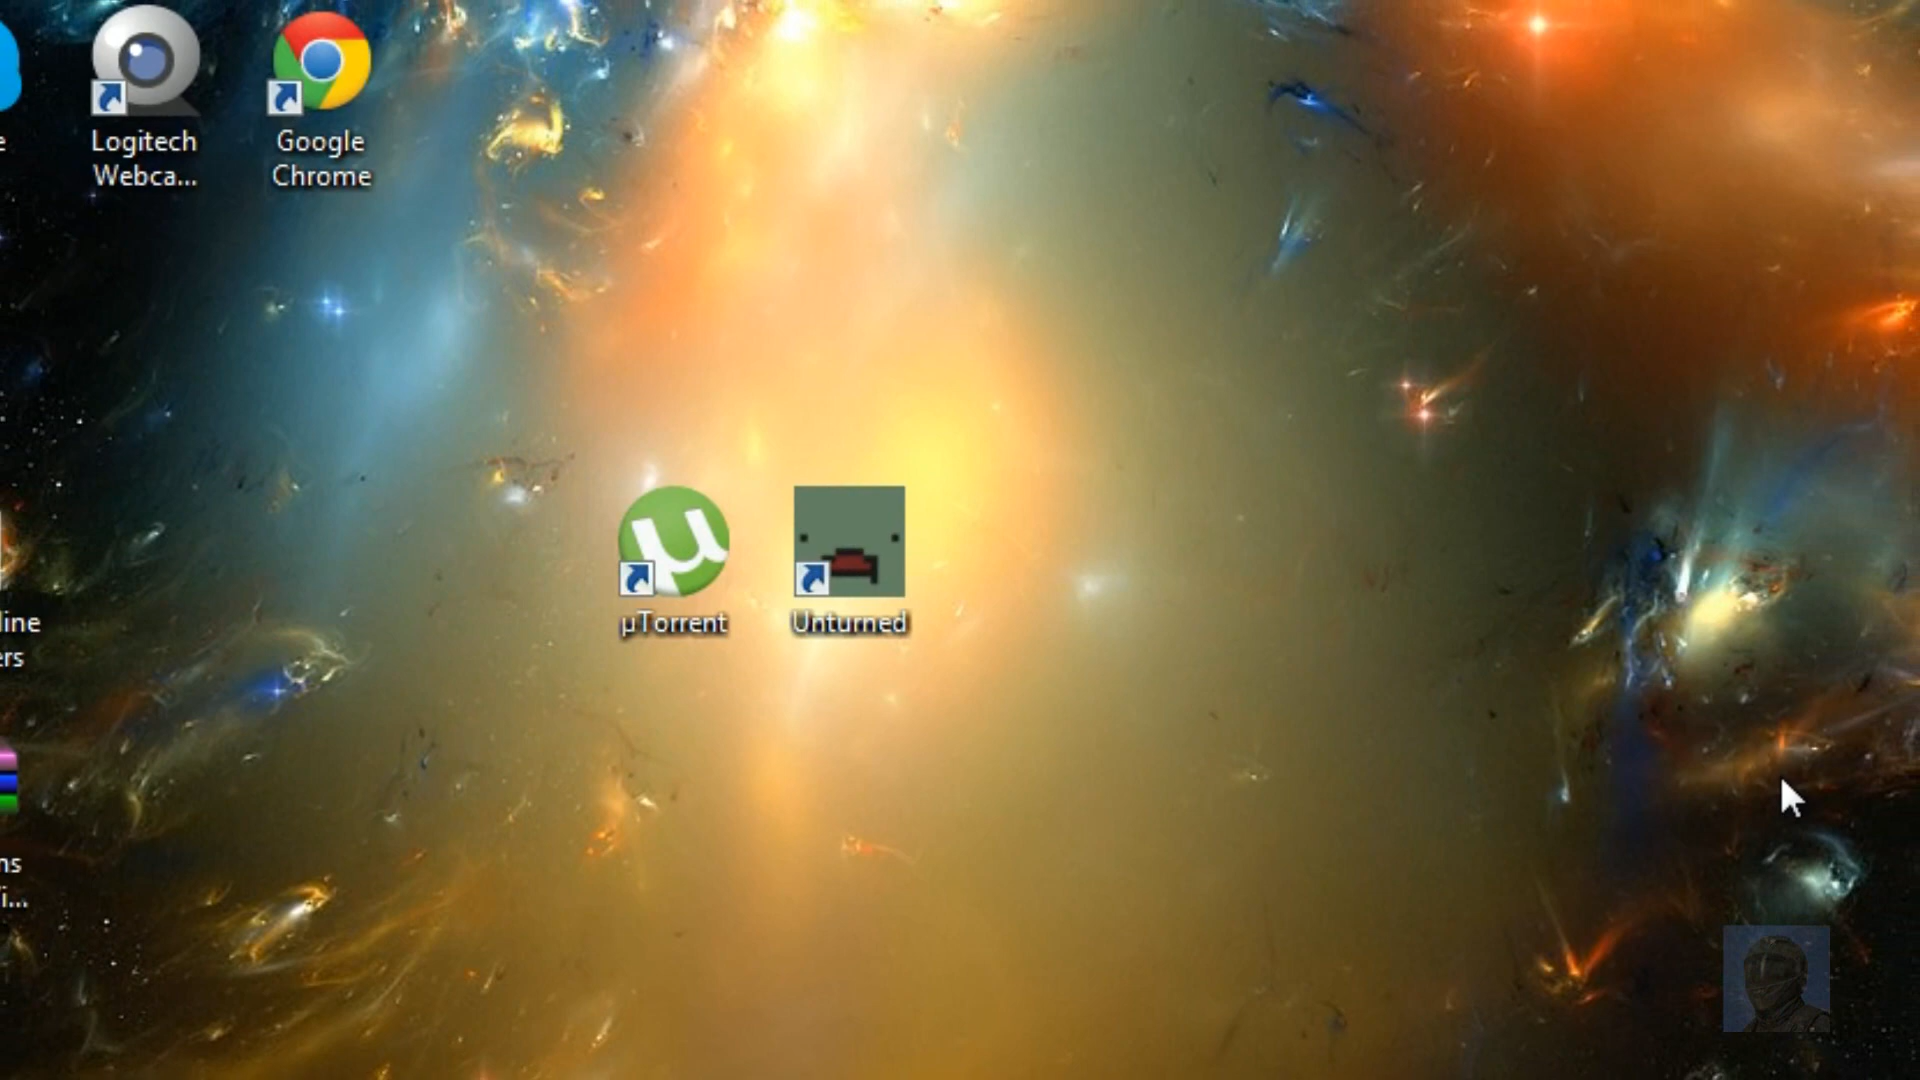 e
Logitech
Webca...
Google
Chrome
µTorrent
Unturned
line
ers
ns
i...